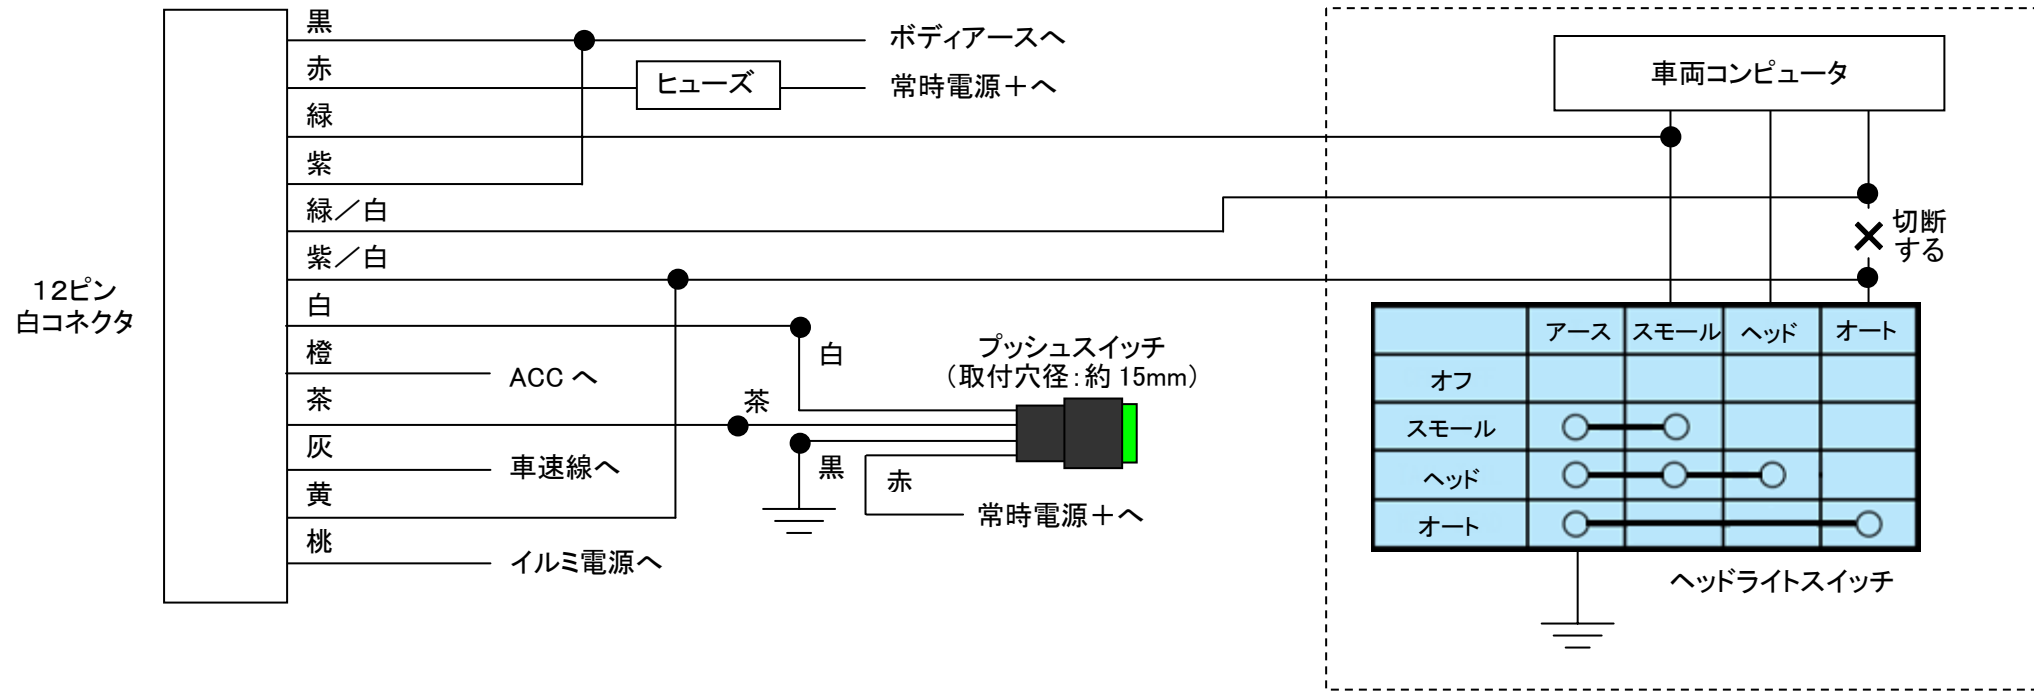 黒
ボディアースへ
赤
ヒューズ
常時電源＋へ
車両コンピュータ
緑
紫
緑／白
紫／白
切断
する
12ピン
白コネクタ
白
橙
ACC へ
白
プッシュスイッチ
（取付穴径：約 15mm）
茶
茶
灰
車速線へ
黒
赤
黄
常時電源＋へ
桃
イルミ電源へ
アース スモール ヘッド オート
オフ
スモール
ヘッド
オート
ヘッドライトスイッチ